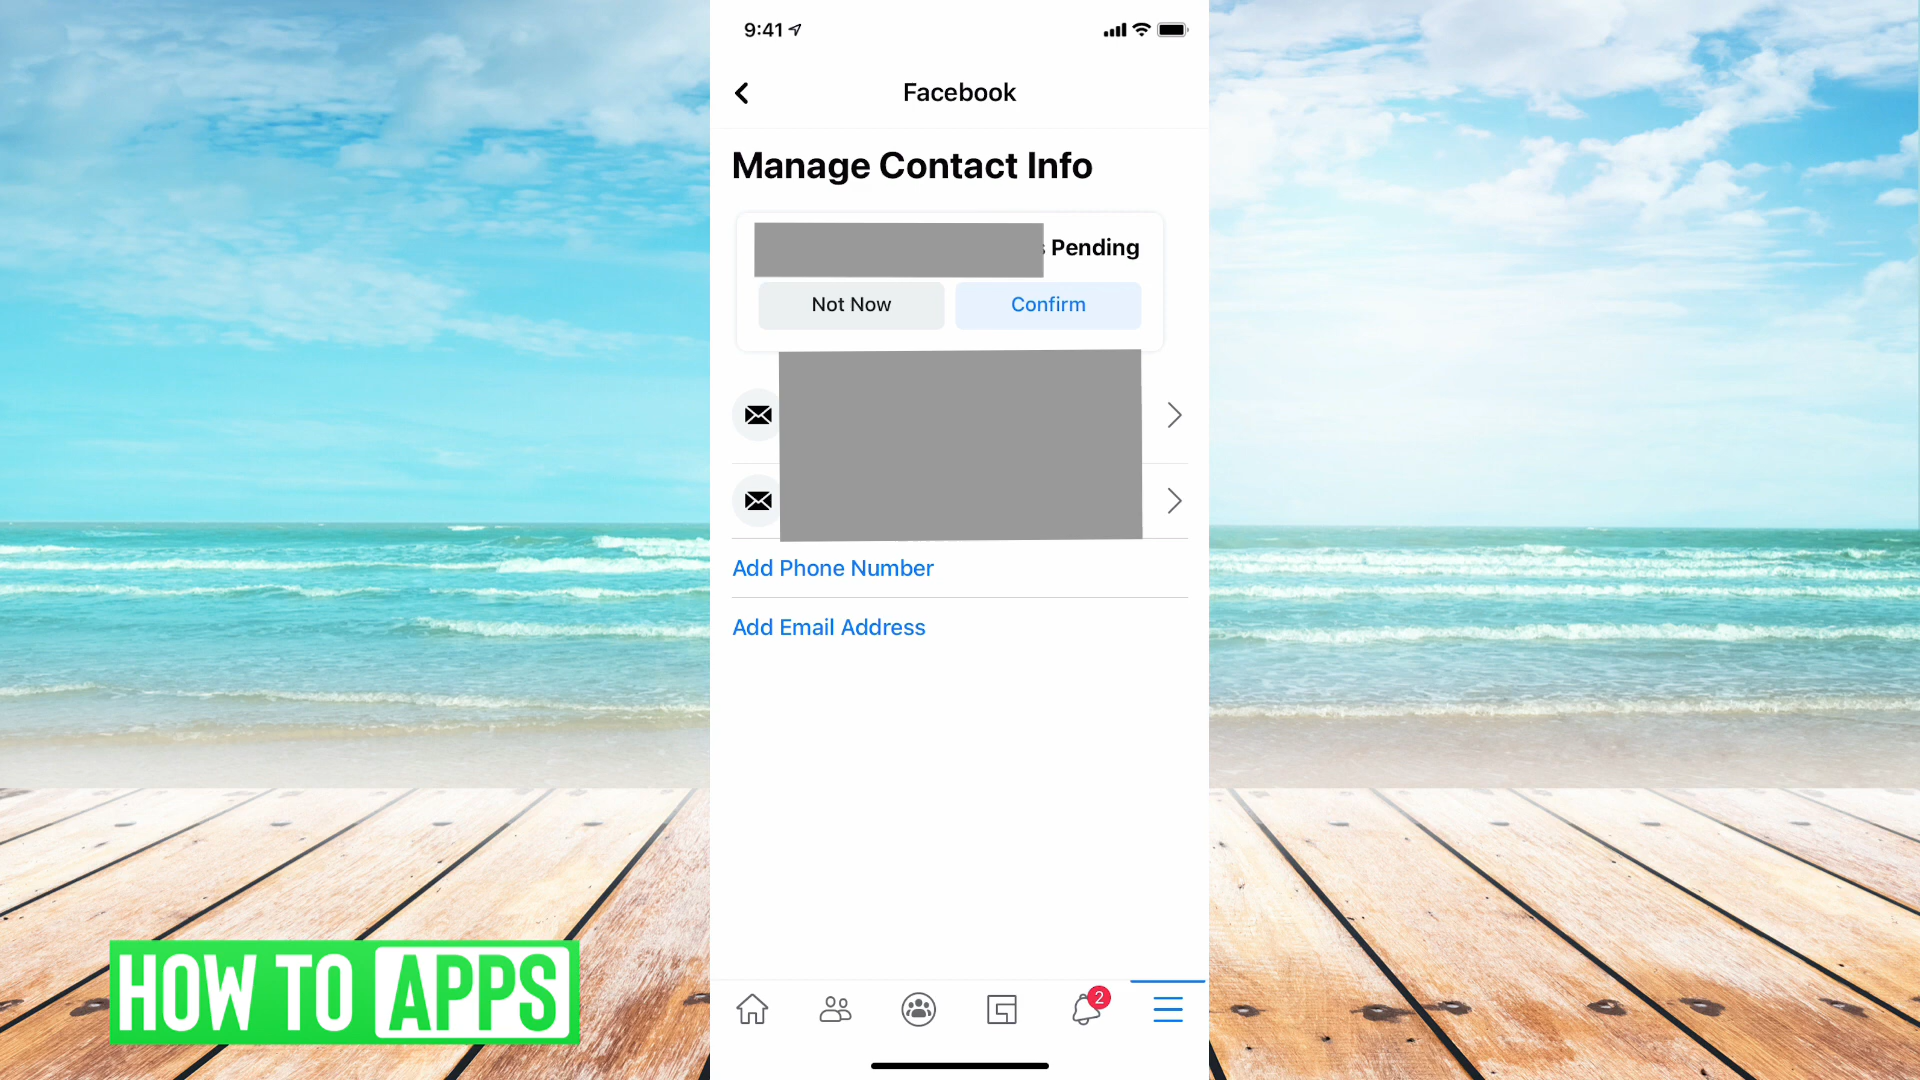 9:41
Facebook
Manage Contact Info
Pending
Not Now
Confirm
Add Phone Number
Add Email Address
2
HOW TO APPS